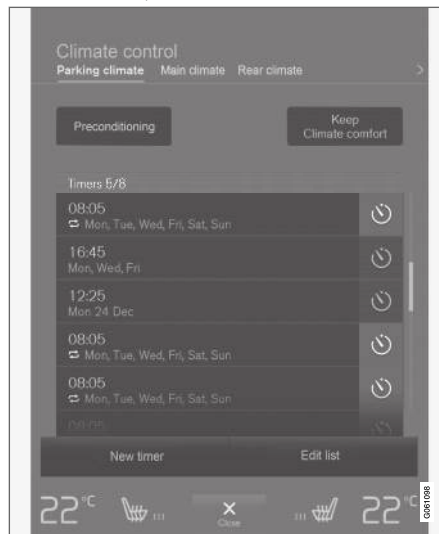 Climate control
Parking climate Main climate Rear climate
Preconditioning
Keep
Climate comfort
Timers 5/8
08:05
Mon, Tue, Wed, Fri, Sat, Sun
16:45
Mon, Wed, Fri
12:25
Mon 24 Dec
08:05
Mon, Tue, Wed, Fri, Sat, Sun
08:05
Mon, Tue, Wed, Fri, Sat, Sun
08:05
New timer Edit list
22°C 22°C
Close
G061098